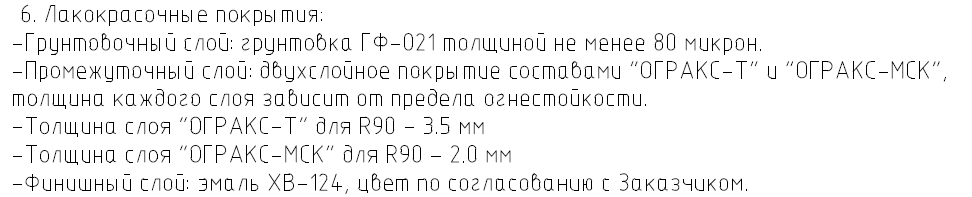 6. Лакокрасочные покрытия:
-Грунтовочный слой: грунтовка ГФ-021 толщиной не менее 80 микрон.
-Промежуточный слой: двухслойное покрытие составами "ОГРАКС-Т" и "ОГРАКС-МСК",
толщина каждого слоя зависит от предела огнестойкости.
-Толщина слоя "ОГРАКС-Т" для R90 - 3.5 мм
-Толщина слоя "ОГРАКС-МСК" для R90 - 2.0 мм
-Финишный слой: эмаль ХВ-124, цвет по согласованию с Заказчиком.